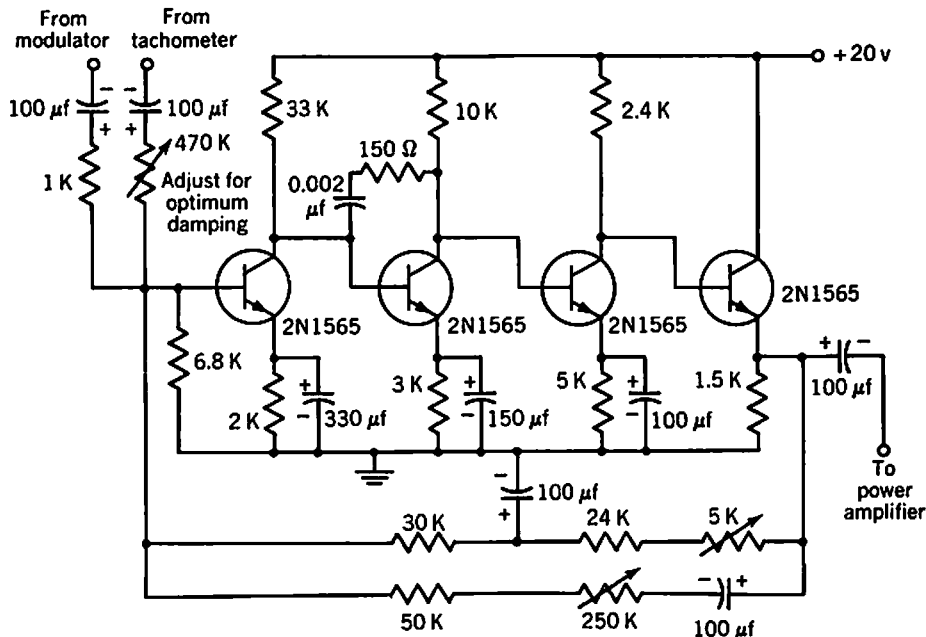 From
modulator
From
tachometer
+20 v
100 μf
- +
- +
100 μf
33 K
10 K
2.4 K
470 K
1 K
Adjust for
optimum
damping
150 Ω
0.002
μf
2N1565
2N1565
2N1565
2N1565
6.8 K
2 K
+ -
330 μf
3 K
+ -
150 μf
5 K
+ -
100 μf
1.5 K
+ -
100 μf
To
power
amplifier
- +
100 μf
30 K
24 K
5 K
50 K
250 K
- +
100 μf